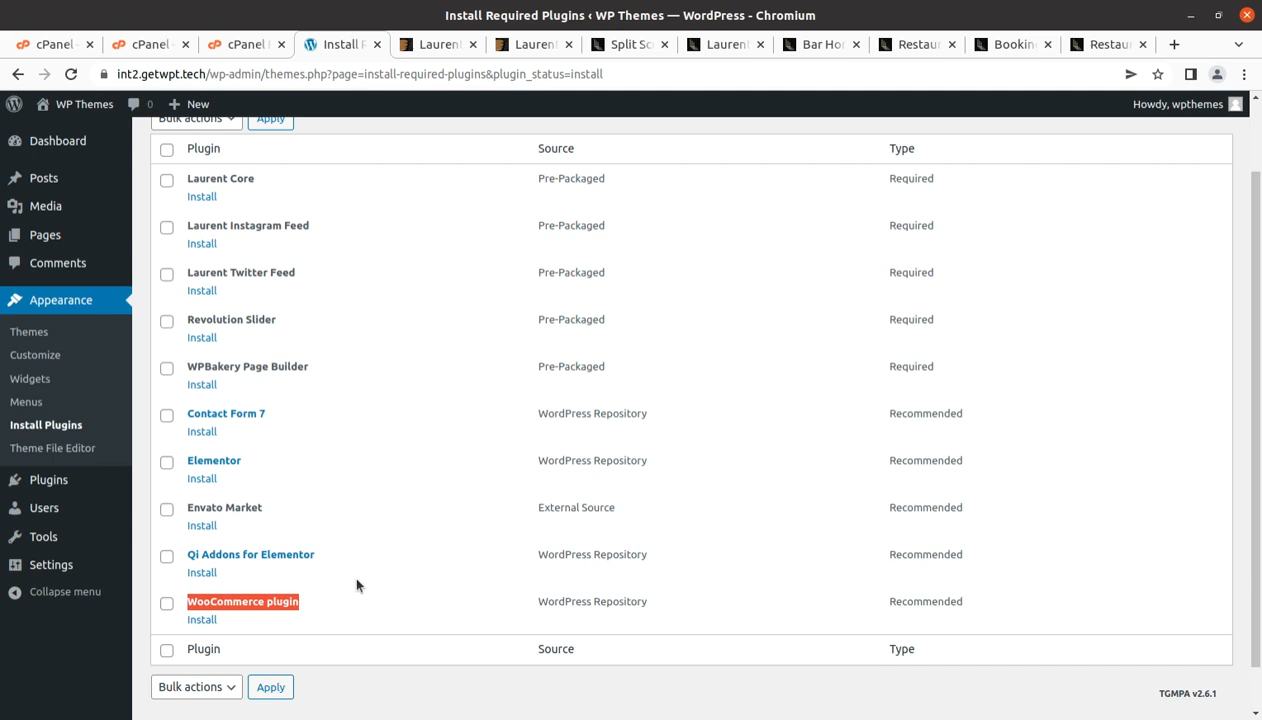 Install Required Plugins ‹ WP Themes — WordPress - Chromium
cPanel - cPanel - cPanel Install R Lauren Lauren Split Sc Lauren Bar Ho Restaur Bookin Restau
int2.getwpt.tech/wp-admin/themes.php?page=install-required-plugins&plugin_status=install
WP Themes 0 New Howdy, wpthemes
Bulk actions Apply
Dashboard
Posts
Media
Pages
Comments
Appearance
Themes
Customize
Widgets
Menus
Install Plugins
Theme File Editor
Plugins
Users
Tools
Settings
Collapse menu
Plugin Source Type
Laurent Core Pre-Packaged Required
Install
Laurent Instagram Feed Pre-Packaged Required
Install
Laurent Twitter Feed Pre-Packaged Required
Install
Revolution Slider Pre-Packaged Required
Install
WPBakery Page Builder Pre-Packaged Required
Install
Contact Form 7 WordPress Repository Recommended
Install
Elementor WordPress Repository Recommended
Install
Envato Market External Source Recommended
Install
Qi Addons for Elementor WordPress Repository Recommended
Install
WooCommerce plugin WordPress Repository Recommended
Install
Plugin Source Type
Bulk actions Apply
TGMPA v2.6.1